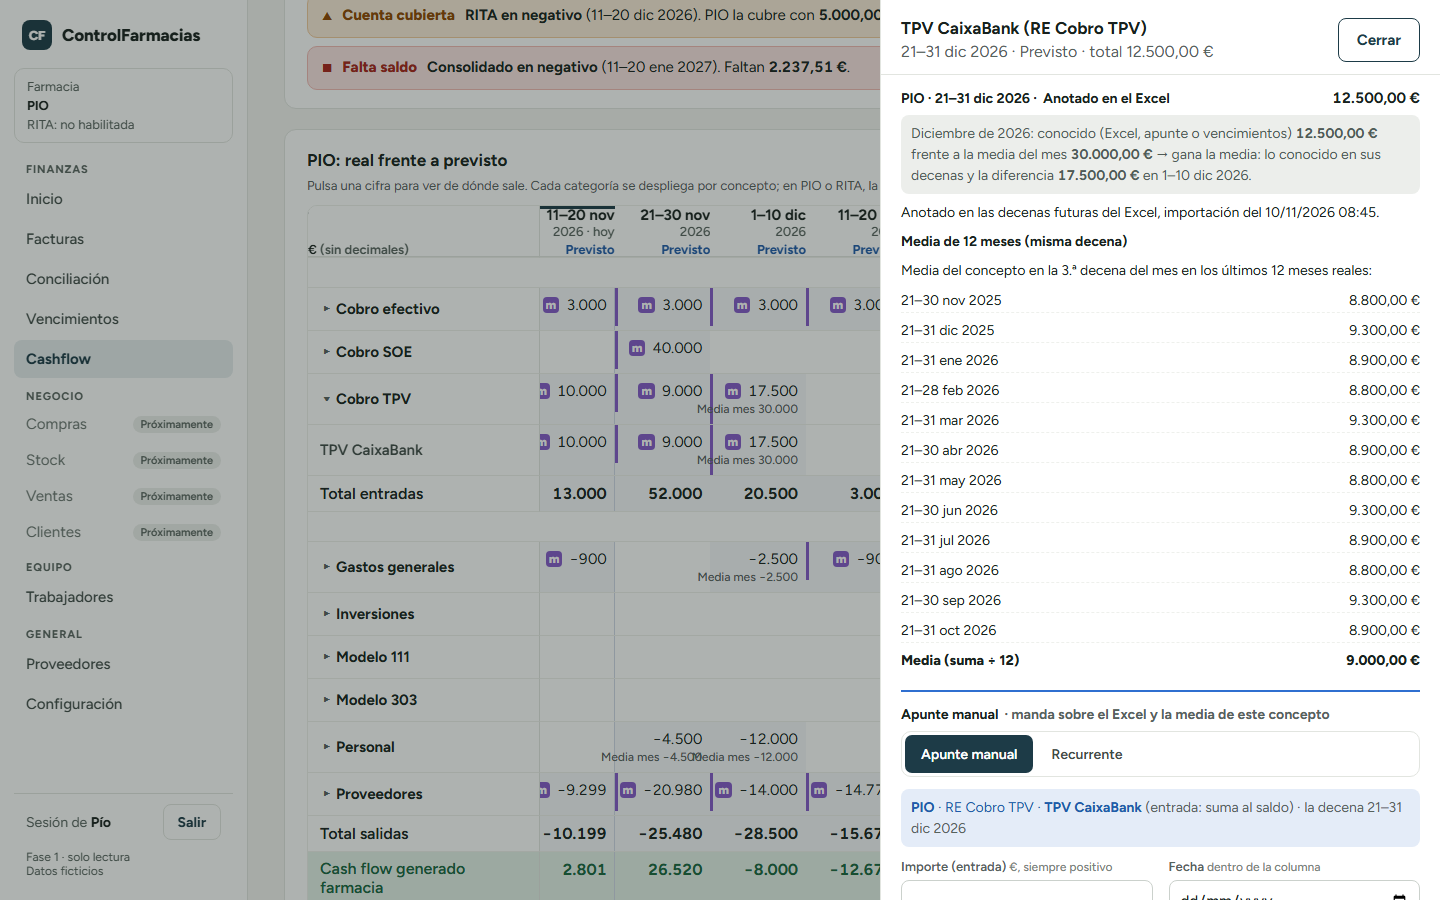 CF ControlFarmacias
Farmacia
PIO
RITA: no habilitada
FINANZAS
Inicio
Facturas
Conciliación
Vencimientos
Cashflow
NEGOCIO
Compras Próximamente
Stock Próximamente
Ventas Próximamente
Clientes Próximamente
EQUIPO
Trabajadores
GENERAL
Proveedores
Configuración
Sesión de Pío Salir
Fase 1 · solo lectura
Datos ficticios
▲ Cuenta cubierta RITA en negativo (11–20 dic 2026). PIO la cubre con 5.000,00
■ Falta saldo Consolidado en negativo (11–20 ene 2027). Faltan 2.237,51 €.
PIO: real frente a previsto
Pulsa una cifra para ver de dónde sale. Cada categoría se despliega por concepto; en PIO o RITA, la
11–20 nov 21–30 nov 1–10 dic 11–20
2026 · hoy 2026 2026
€ (sin decimales) Previsto Previsto Previsto
▸ Cobro efectivo m 3.000 m 3.000 m 3.000 m
▸ Cobro SOE m 40.000
▾ Cobro TPV m 10.000 m 9.000 m 17.500
Media mes 30.000
TPV CaixaBank m 10.000 m 9.000 m 17.500
Media mes 30.000
Total entradas 13.000 52.000 20.500
▸ Gastos generales m −900 −2.500 m
Media mes −2.500
▸ Inversiones
▸ Modelo 111
▸ Modelo 303
▸ Personal −4.500 −12.000
Media mes −4.500 Media mes −12.000
▸ Proveedores m −9.299 m −20.980 m −14.000 m
Total salidas −10.199 −25.480 −28.500
Cash flow generado farmacia 2.801 26.520 −8.000
TPV CaixaBank (RE Cobro TPV)
21–31 dic 2026 · Previsto · total 12.500,00 €
Cerrar
PIO · 21–31 dic 2026 · Anotado en el Excel 12.500,00 €
Diciembre de 2026: conocido (Excel, apunte o vencimientos) 12.500,00 €
frente a la media del mes 30.000,00 € → gana la media: lo conocido en sus
decenas y la diferencia 17.500,00 € en 1–10 dic 2026.
Anotado en las decenas futuras del Excel, importación del 10/11/2026 08:45.
Media de 12 meses (misma decena)
Media del concepto en la 3.ª decena del mes en los últimos 12 meses reales:
21–30 nov 2025 8.800,00 €
21–31 dic 2025 9.300,00 €
21–31 ene 2026 8.900,00 €
21–28 feb 2026 8.800,00 €
21–31 mar 2026 9.300,00 €
21–30 abr 2026 8.900,00 €
21–31 may 2026 8.800,00 €
21–30 jun 2026 9.300,00 €
21–31 jul 2026 8.900,00 €
21–31 ago 2026 8.800,00 €
21–30 sep 2026 9.300,00 €
21–31 oct 2026 8.900,00 €
Media (suma ÷ 12) 9.000,00 €
Apunte manual · manda sobre el Excel y la media de este concepto
Apunte manual Recurrente
PIO · RE Cobro TPV · TPV CaixaBank (entrada: suma al saldo) · la decena 21–31
dic 2026
Importe (entrada) €, siempre positivo Fecha dentro de la columna
dd/mm/yyyy